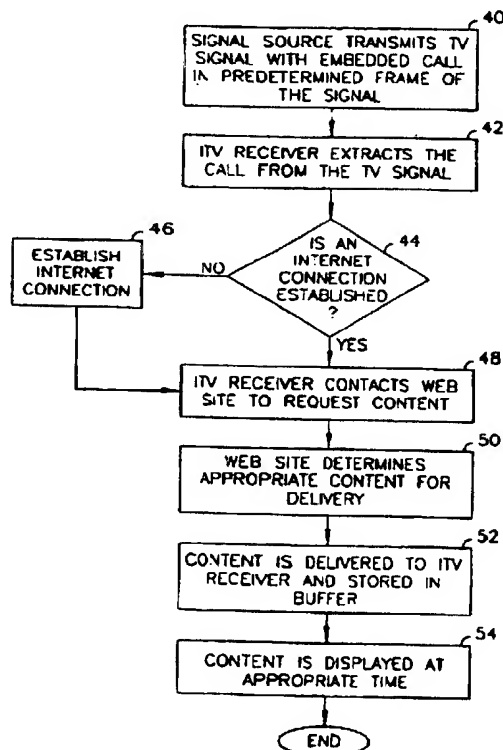 40
SIGNAL SOURCE TRANSMITS TV
SIGNAL WITH EMBEDDED CALL
IN PREDETERMINED FRAME OF
THE SIGNAL
42
ITV RECEIVER EXTRACTS THE
CALL FROM THE TV SIGNAL
46
ESTABLISH
INTERNET
CONNECTION
NO
44
IS AN
INTERNET
CONNECTION
ESTABLISHED
?
YES
48
ITV RECEIVER CONTACTS WEB
SITE TO REQUEST CONTENT
50
WEB SITE DETERMINES
APPROPRIATE CONTENT FOR
DELIVERY
52
CONTENT IS DELIVERED TO ITV
RECEIVER AND STORED IN
BUFFER
54
CONTENT IS DISPLAYED AT
APPROPRIATE TIME
END